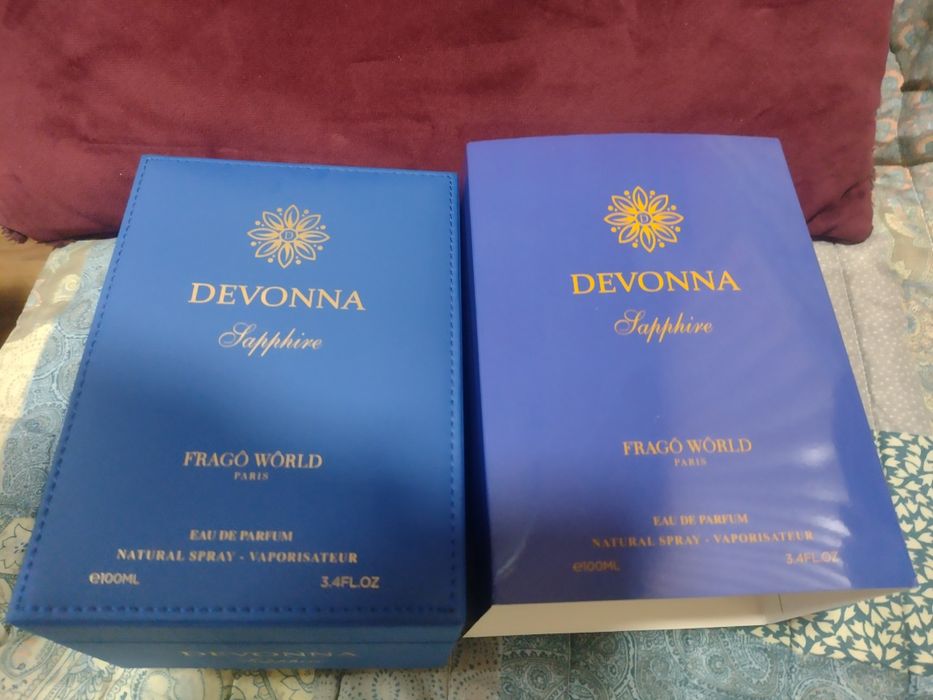 D
DEVONNA
Sapphire
FRAGÔ WÔRLD
PARIS
EAU DE PARFUM
NATURAL SPRAY - VAPORISATEUR
℮100ML 3.4FL.OZ
DEVONNA
Sapphire
D
DEVONNA
Sapphire
FRAGÔ WÔRLD
PARIS
EAU DE PARFUM
NATURAL SPRAY - VAPORISATEUR
℮100ML 3.4FL.OZ